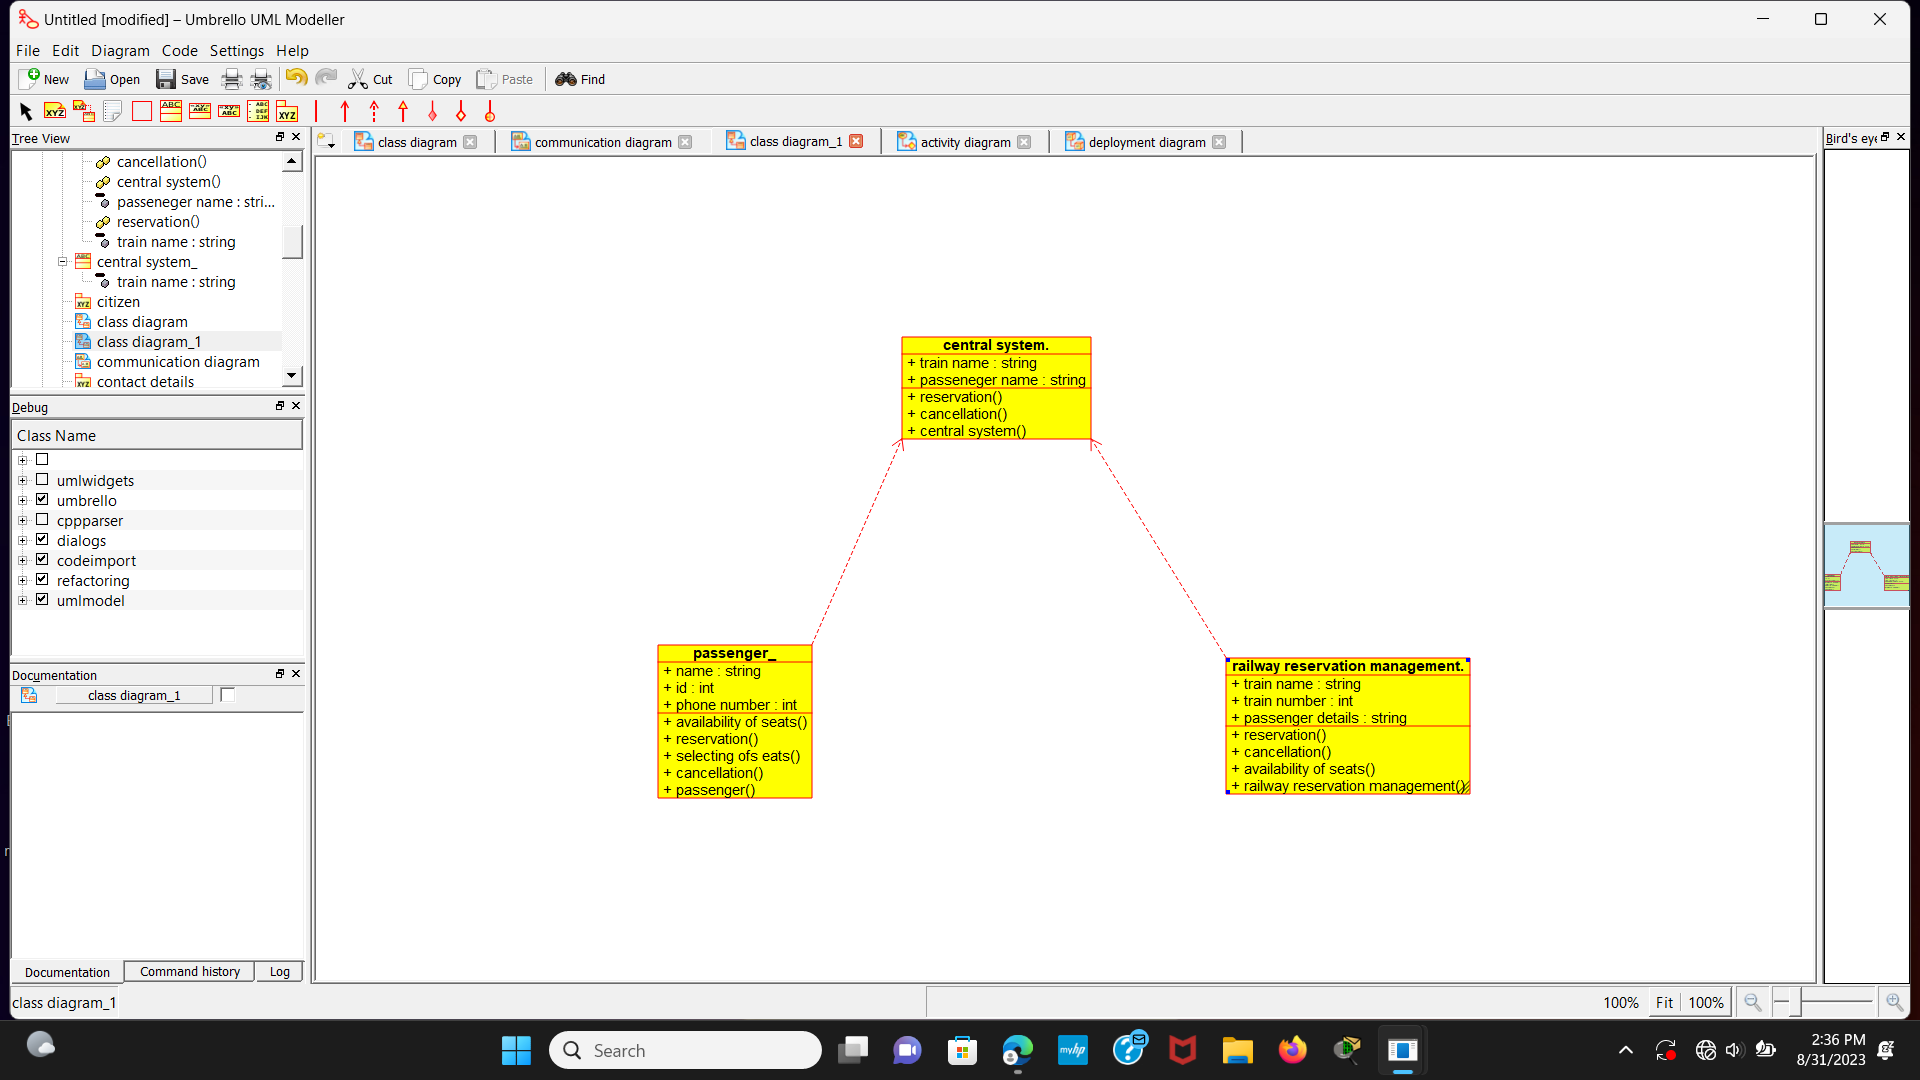 Untitled [modified] – Umbrello UML Modeller
File Edit Diagram Code Settings Help
New Open Save Cut Copy Paste Find
Tree View
cancellation()
central system()
passeneger name : stri...
reservation()
train name : string
central system_
train name : string
citizen
class diagram
class diagram_1
communication diagram
contact details
Debug
Class Name
umlwidgets
umbrello
cppparser
dialogs
codeimport
refactoring
umlmodel
Documentation
class diagram_1
Documentation Command history Log
class diagram communication diagram class diagram_1 activity diagram deployment diagram
central system.
+ train name : string
+ passeneger name : string
+ reservation()
+ cancellation()
+ central system()
passenger_
+ name : string
+ id : int
+ phone number : int
+ availability of seats()
+ reservation()
+ selecting ofs eats()
+ cancellation()
+ passenger()
railway reservation management.
+ train name : string
+ train number : int
+ passenger details : string
+ reservation()
+ cancellation()
+ availability of seats()
+ railway reservation management()
Bird's eye
class diagram_1
100% Fit 100%
Search
myhp
2:36 PM
8/31/2023